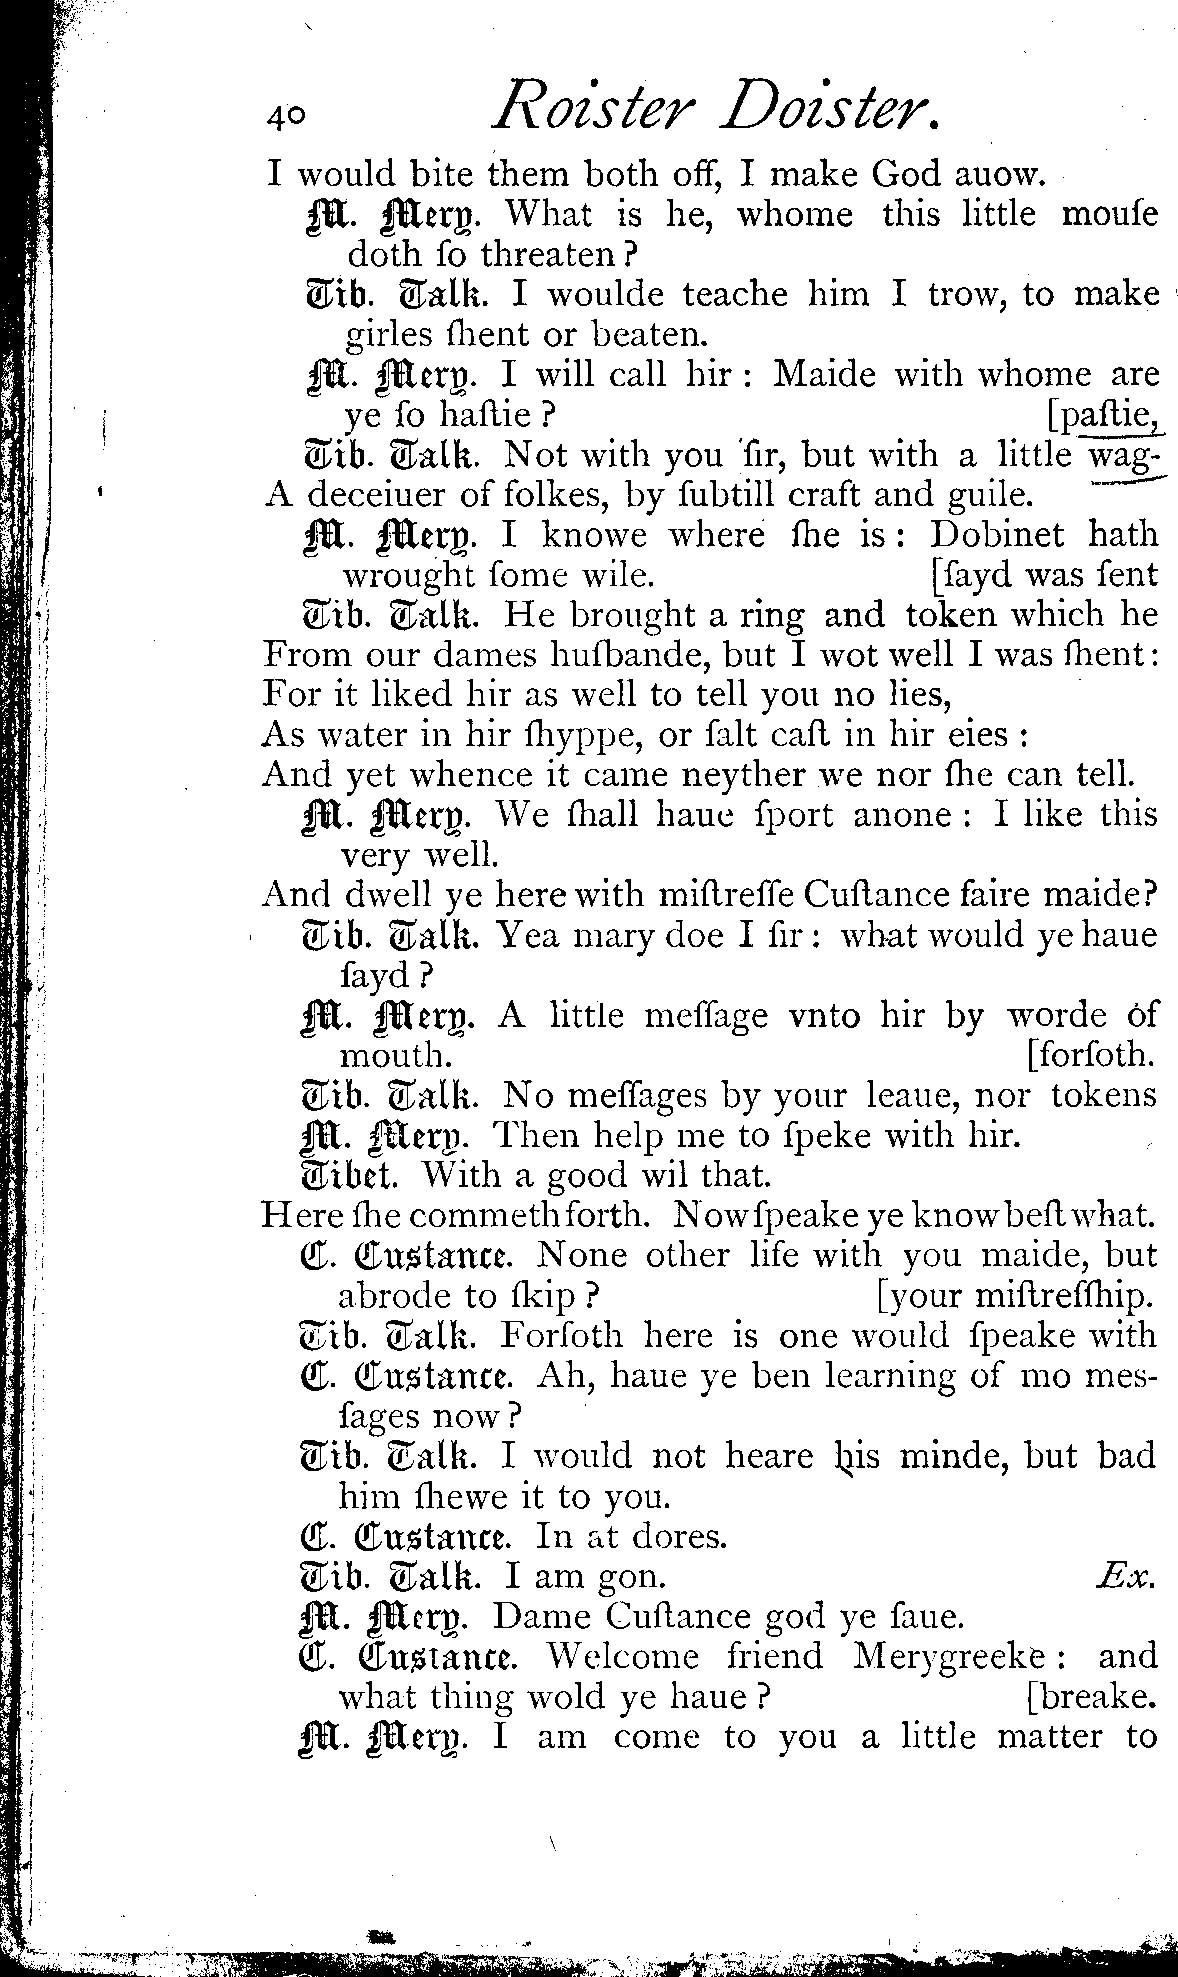 40 Roister Doister.
I would bite them both off, I make God auow.
M. Mery. What is he, whome this little mouſe
doth ſo threaten?
Tib. Talk. I woulde teache him I trow, to make
girles ſhent or beaten.
M. Mery. I will call hir: Maide with whome are
ye ſo haſtie? [paſtie,
Tib. Talk. Not with you ſir, but with a little wag-
A deceiuer of folkes, by ſubtill craft and guile.
M. Mery. I knowe where ſhe is: Dobinet hath
wrought ſome wile. [ſayd was ſent
Tib. Talk. He brought a ring and token which he
From our dames huſbande, but I wot well I was ſhent:
For it liked hir as well to tell you no lies,
As water in hir ſhyppe, or ſalt caſt in hir eies:
And yet whence it came neyther we nor ſhe can tell.
M. Mery. We ſhall haue ſport anone: I like this
very well.
And dwell ye here with miſtreſſe Cuſtance faire maide?
Tib. Talk. Yea mary doe I ſir: what would ye haue
ſayd?
M. Mery. A little meſſage vnto hir by worde of
mouth. [forſoth.
Tib. Talk. No meſſages by your leaue, nor tokens
M. Mery. Then help me to ſpeke with hir.
Tibet. With a good wil that.
Here ſhe commeth forth. Now ſpeake ye know beſt what.
C. Custance. None other life with you maide, but
abrode to ſkip? [your miſtreſſhip.
Tib. Talk. Forſoth here is one would ſpeake with
C. Custance. Ah, haue ye ben learning of mo mes-
ſages now?
Tib. Talk. I would not heare his minde, but bad
him ſhewe it to you.
C. Custance. In at dores.
Tib. Talk. I am gon. Ex.
M. Mery. Dame Cuſtance god ye ſaue.
C. Custance. Welcome friend Merygreeke: and
what thing wold ye haue? [breake.
M. Mery. I am come to you a little matter to